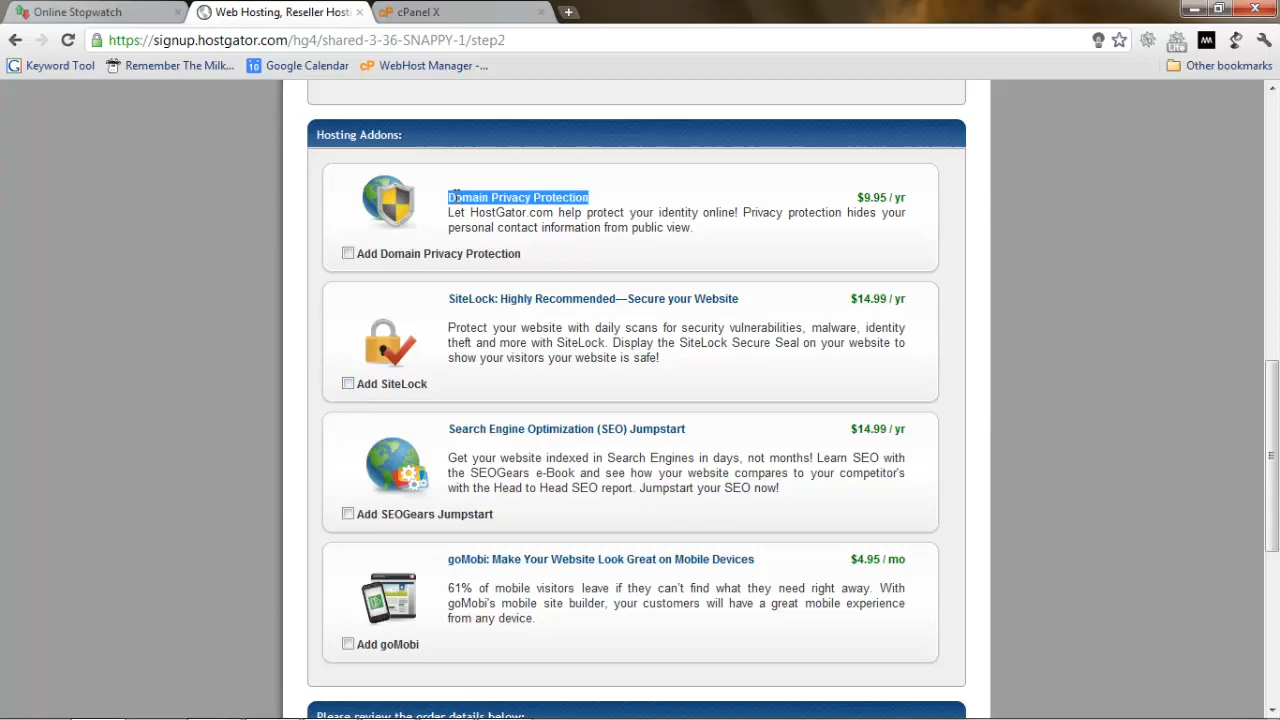 Online Stopwatch
Web Hosting, Reseller Host
cPanel X
https://signup.hostgator.com/hg4/shared-3-36-SNAPPY-1/step2
Keyword Tool
Remember The Milk...
10
Google Calendar
cP
WebHost Manager -...
Other bookmarks
Lite
Hosting Addons:
Domain Privacy Protection $9.95 / yr
Let HostGator.com help protect your identity online! Privacy protection hides your
personal contact information from public view.
Add Domain Privacy Protection
SiteLock: Highly Recommended—Secure your Website $14.99 / yr
Protect your website with daily scans for security vulnerabilities, malware, identity
theft and more with SiteLock. Display the SiteLock Secure Seal on your website to
show your visitors your website is safe!
Add SiteLock
Search Engine Optimization (SEO) Jumpstart $14.99 / yr
Get your website indexed in Search Engines in days, not months! Learn SEO with
the SEOGears e-Book and see how your website compares to your competitor's
with the Head to Head SEO report. Jumpstart your SEO now!
Add SEOGears Jumpstart
goMobi: Make Your Website Look Great on Mobile Devices $4.95 / mo
61% of mobile visitors leave if they can't find what they need right away. With
goMobi's mobile site builder, your customers will have a great mobile experience
from any device.
Add goMobi
Please review the order details below: